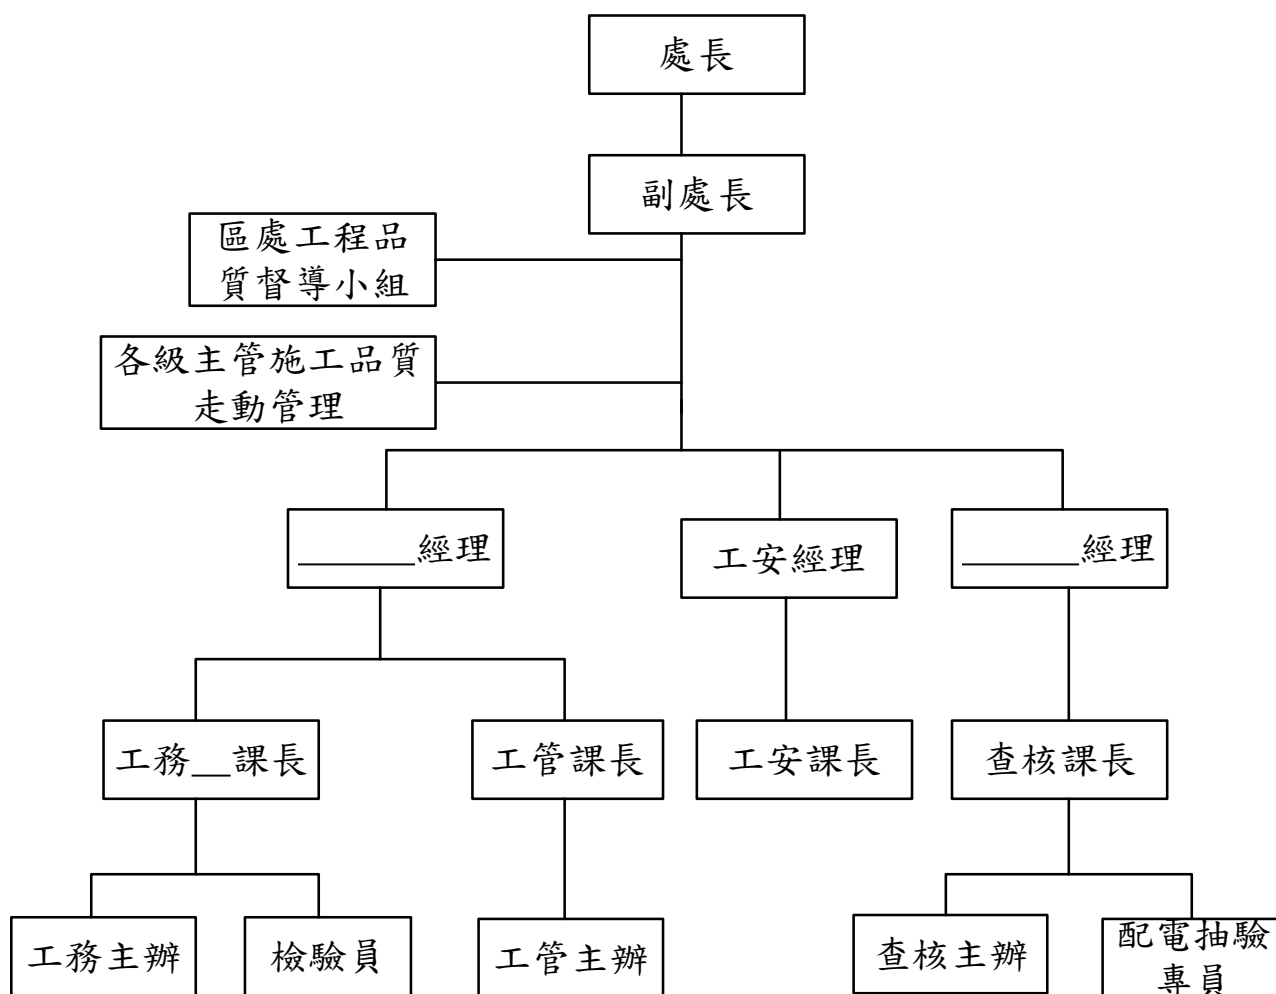 處長
副處長
區處工程品
質督導小組
各級主管施工品質
走動管理
______經理
工安經理
______經理
工務__課長
工管課長
工安課長
查核課長
工務主辦
檢驗員
工管主辦
查核主辦
配電抽驗
專員